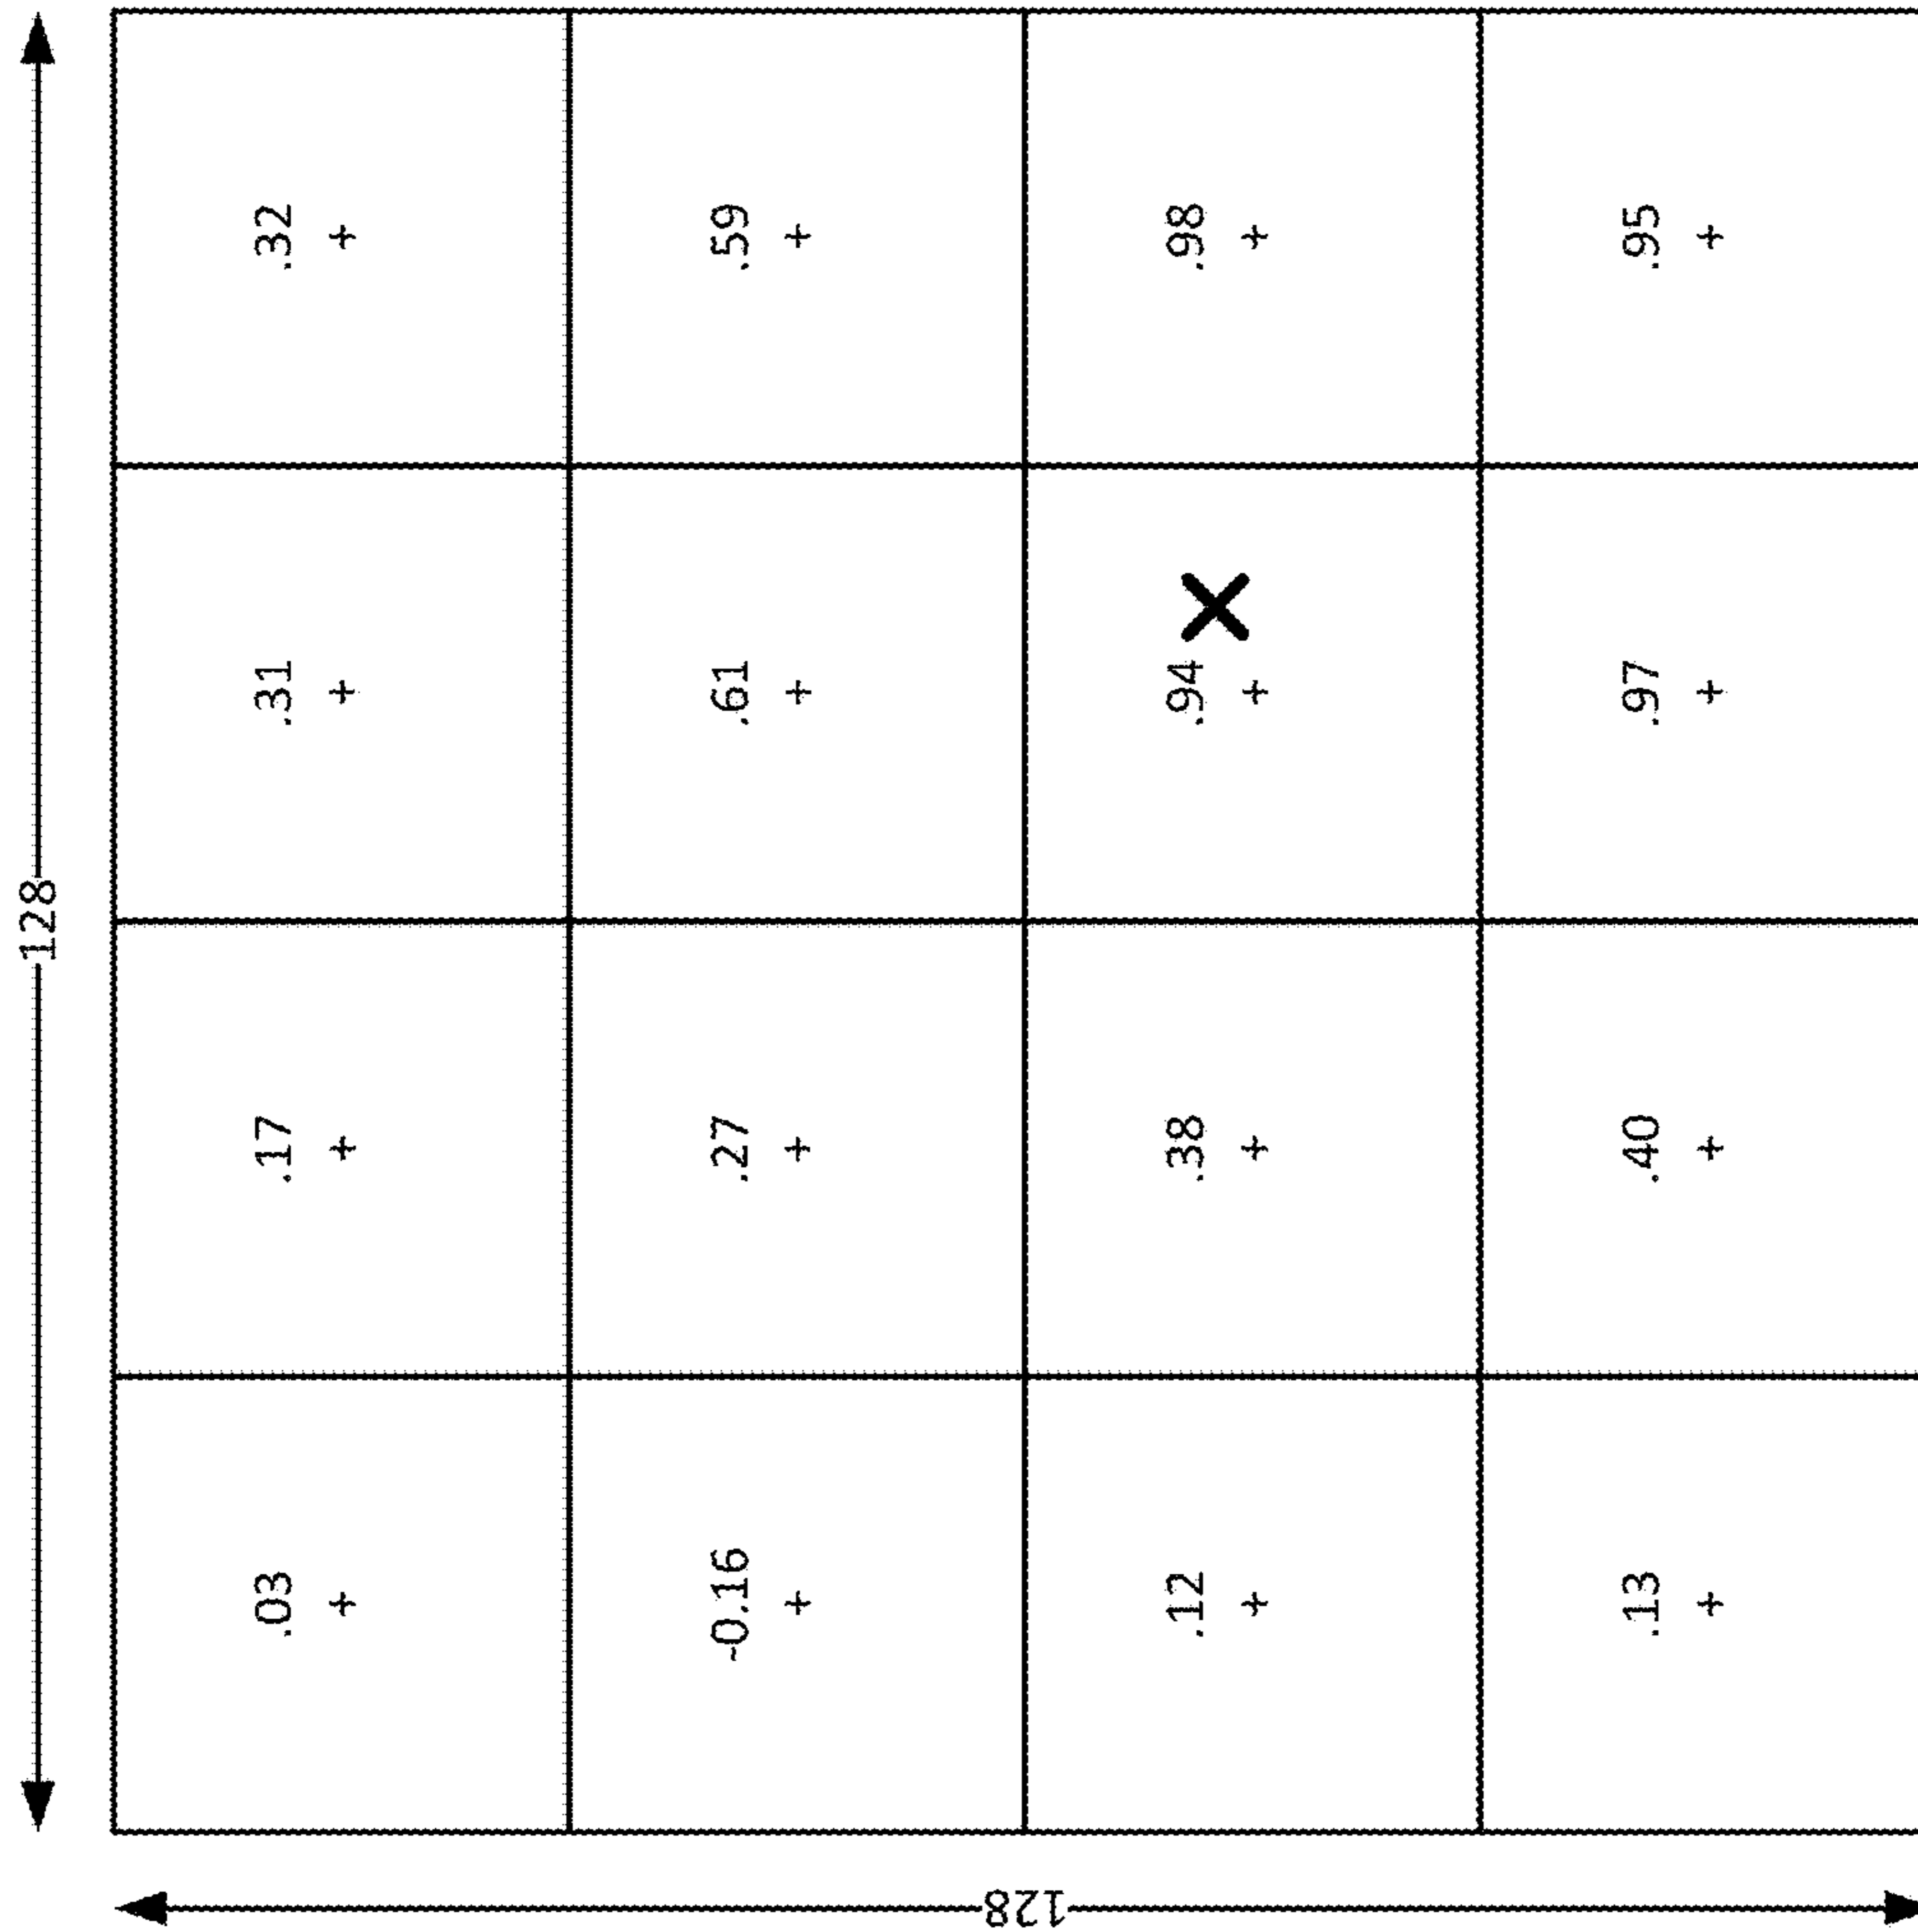 128
.03 .17 .31 .32
-0.16 .27 .61 .59
128
.12 .38 .94 .98
.13 .40 .97 .95